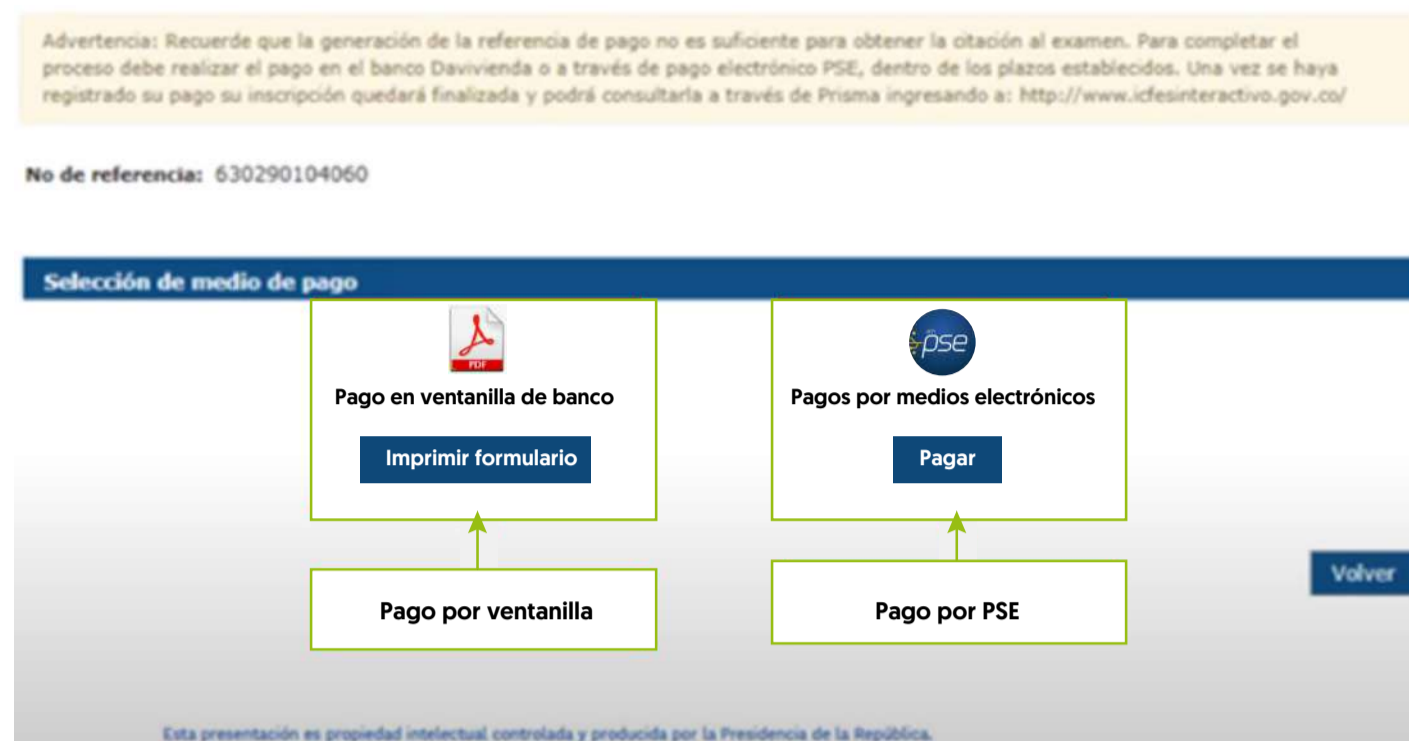 Advertencia: Recuerde que la generación de la referencia de pago no es suficiente para obtener la citación al examen. Para completar el
proceso debe realizar el pago en el banco Davivienda o a través de pago electrónico PSE, dentro de los plazos establecidos. Una vez se haya
registrado su pago su inscripción quedará finalizada y podrá consultarla a través de Prisma ingresando a: http://www.icfesinteractivo.gov.co/
No de referencia: 630290104060
Selección de medio de pago
PDF
pse
Pago en ventanilla de banco
Pagos por medios electrónicos
Imprimir formulario
Pagar
Volver
Pago por ventanilla
Pago por PSE
Esta presentación es propiedad intelectual controlada y producida por la Presidencia de la República.